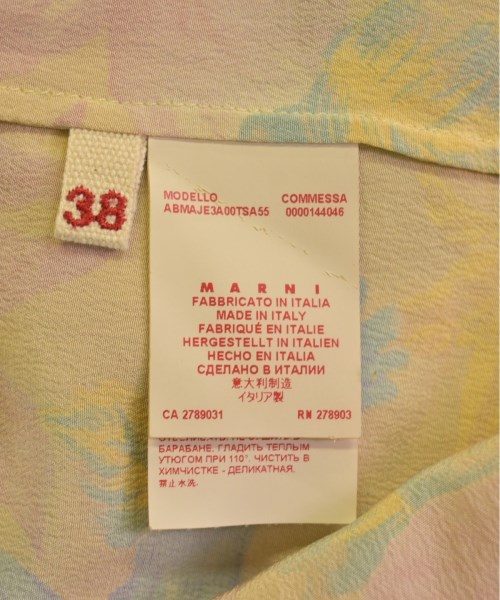 38
MODELLO COMMESSA
ABMAJE3A00TSA55 0000144046
MARNI
FABBRICATO IN ITALIA
MADE IN ITALY
FABRIQUÉ EN ITALIE
HERGESTELLT IN ITALIEN
HECHO EN ITALIA
СДЕЛАНО В ИТАЛИИ
意大利制造
イタリア製
CA 2789031 RN 278903
БАРАБАНЕ. ГЛАДИТЬ ТЕПЛЫМ
УТЮГОМ ПРИ 110°. ЧИСТИТЬ В
ХИМЧИСТКЕ - ДЕЛИКАТНАЯ.
禁止水洗.